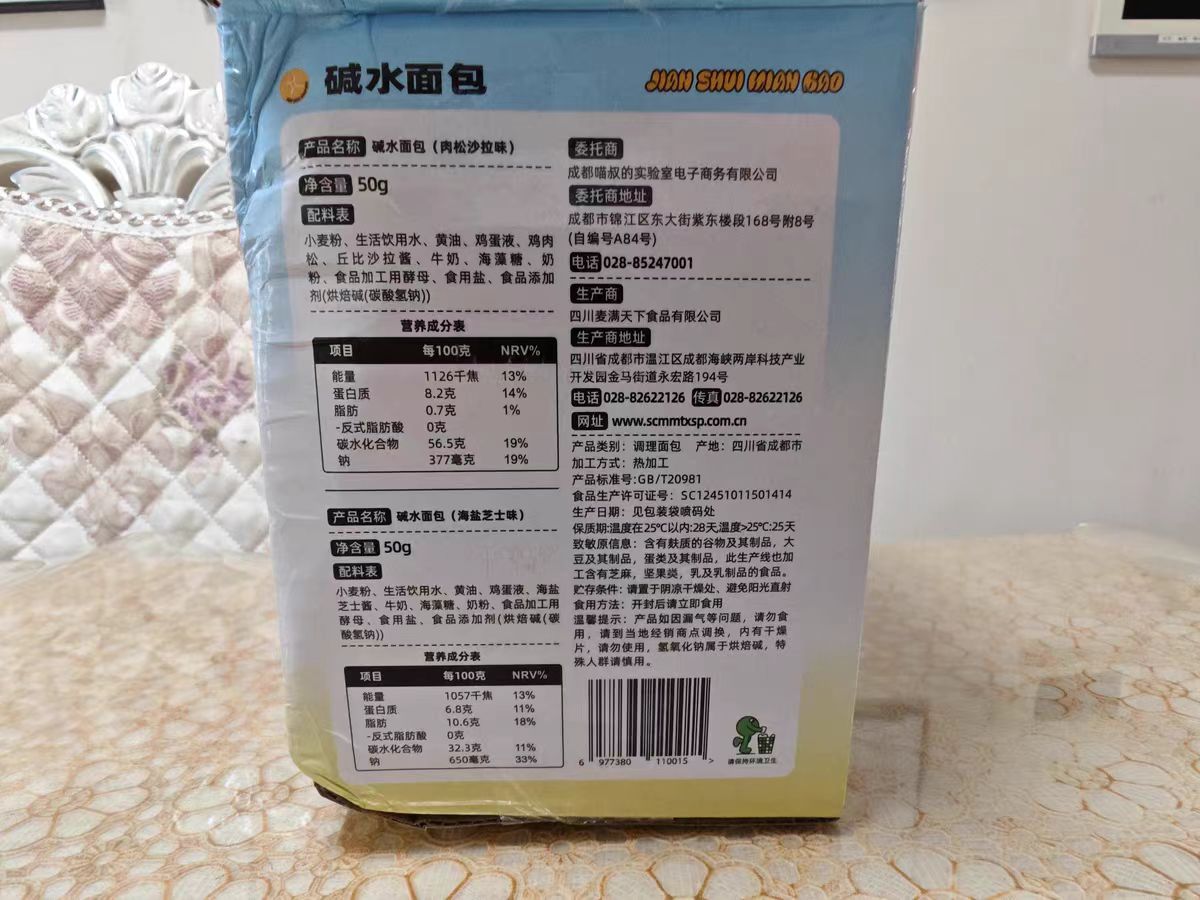 碱水面包
JIAN SHUI MIAN BAO
产品名称 碱水面包（肉松沙拉味）
净含量 50g
配料表
小麦粉、生活饮用水、黄油、鸡蛋液、鸡肉
松、丘比沙拉酱、牛奶、海藻糖、奶
粉、食品加工用酵母、食用盐、食品添加
剂(烘焙碱(碳酸氢钠))
营养成分表
项目 每100克 NRV%
能量 1126千焦 13%
蛋白质 8.2克 14%
脂肪 0.7克 1%
-反式脂肪酸 0克
碳水化合物 56.5克 19%
钠 377毫克 19%
产品名称 碱水面包（海盐芝士味）
净含量 50g
配料表
小麦粉、生活饮用水、黄油、鸡蛋液、海盐
芝士酱、牛奶、海藻糖、奶粉、食品加工用
酵母、食用盐、食品添加剂(烘焙碱(碳
酸氢钠))
营养成分表
项目 每100克 NRV%
能量 1057千焦 13%
蛋白质 6.8克 11%
脂肪 10.6克 18%
-反式脂肪酸 0克
碳水化合物 32.3克 11%
钠 650毫克 33%
委托商
成都喵叔的实验室电子商务有限公司
委托商地址
成都市锦江区东大街紫东楼段168号附8号
(自编号A84号)
电话 028-85247001
生产商
四川麦满天下食品有限公司
生产商地址
四川省成都市温江区成都海峡两岸科技产业
开发园金马街道永宏路194号
电话 028-82622126 传真 028-82622126
网址 www.scmmtxsp.com.cn
产品类别：调理面包 产地：四川省成都市
加工方式：热加工
产品标准号:GB/T20981
食品生产许可证号：SC12451011501414
生产日期：见包装袋喷码处
保质期:温度在25℃以内:28天,温度>25℃:25天
致敏原信息：含有麸质的谷物及其制品，大
豆及其制品，蛋类及其制品，此生产线也加
工含有芝麻，坚果类，乳及乳制品的食品。
贮存条件：请置于阴凉干燥处、避免阳光直射
食用方法：开封后请立即食用
温馨提示：产品如因漏气等问题，请勿食
用，请到当地经销商点调换，内有干燥
片，请勿使用，氢氧化钠属于烘焙碱，特
殊人群请慎用。
6 977380 110015 >
请保持环境卫生